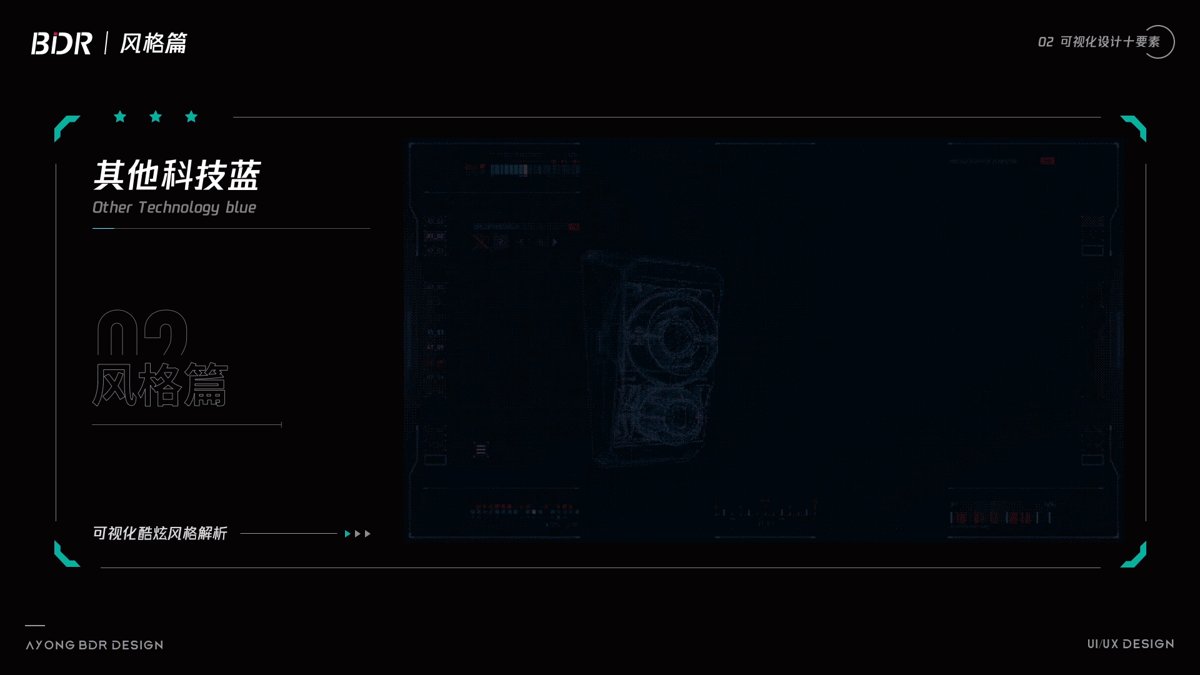 BDR 风格篇
02 可视化设计十要素
其他科技蓝
Other Technology blue
02
风格篇
可视化酷炫风格解析
AYONG BDR DESIGN
UI/UX DESIGN